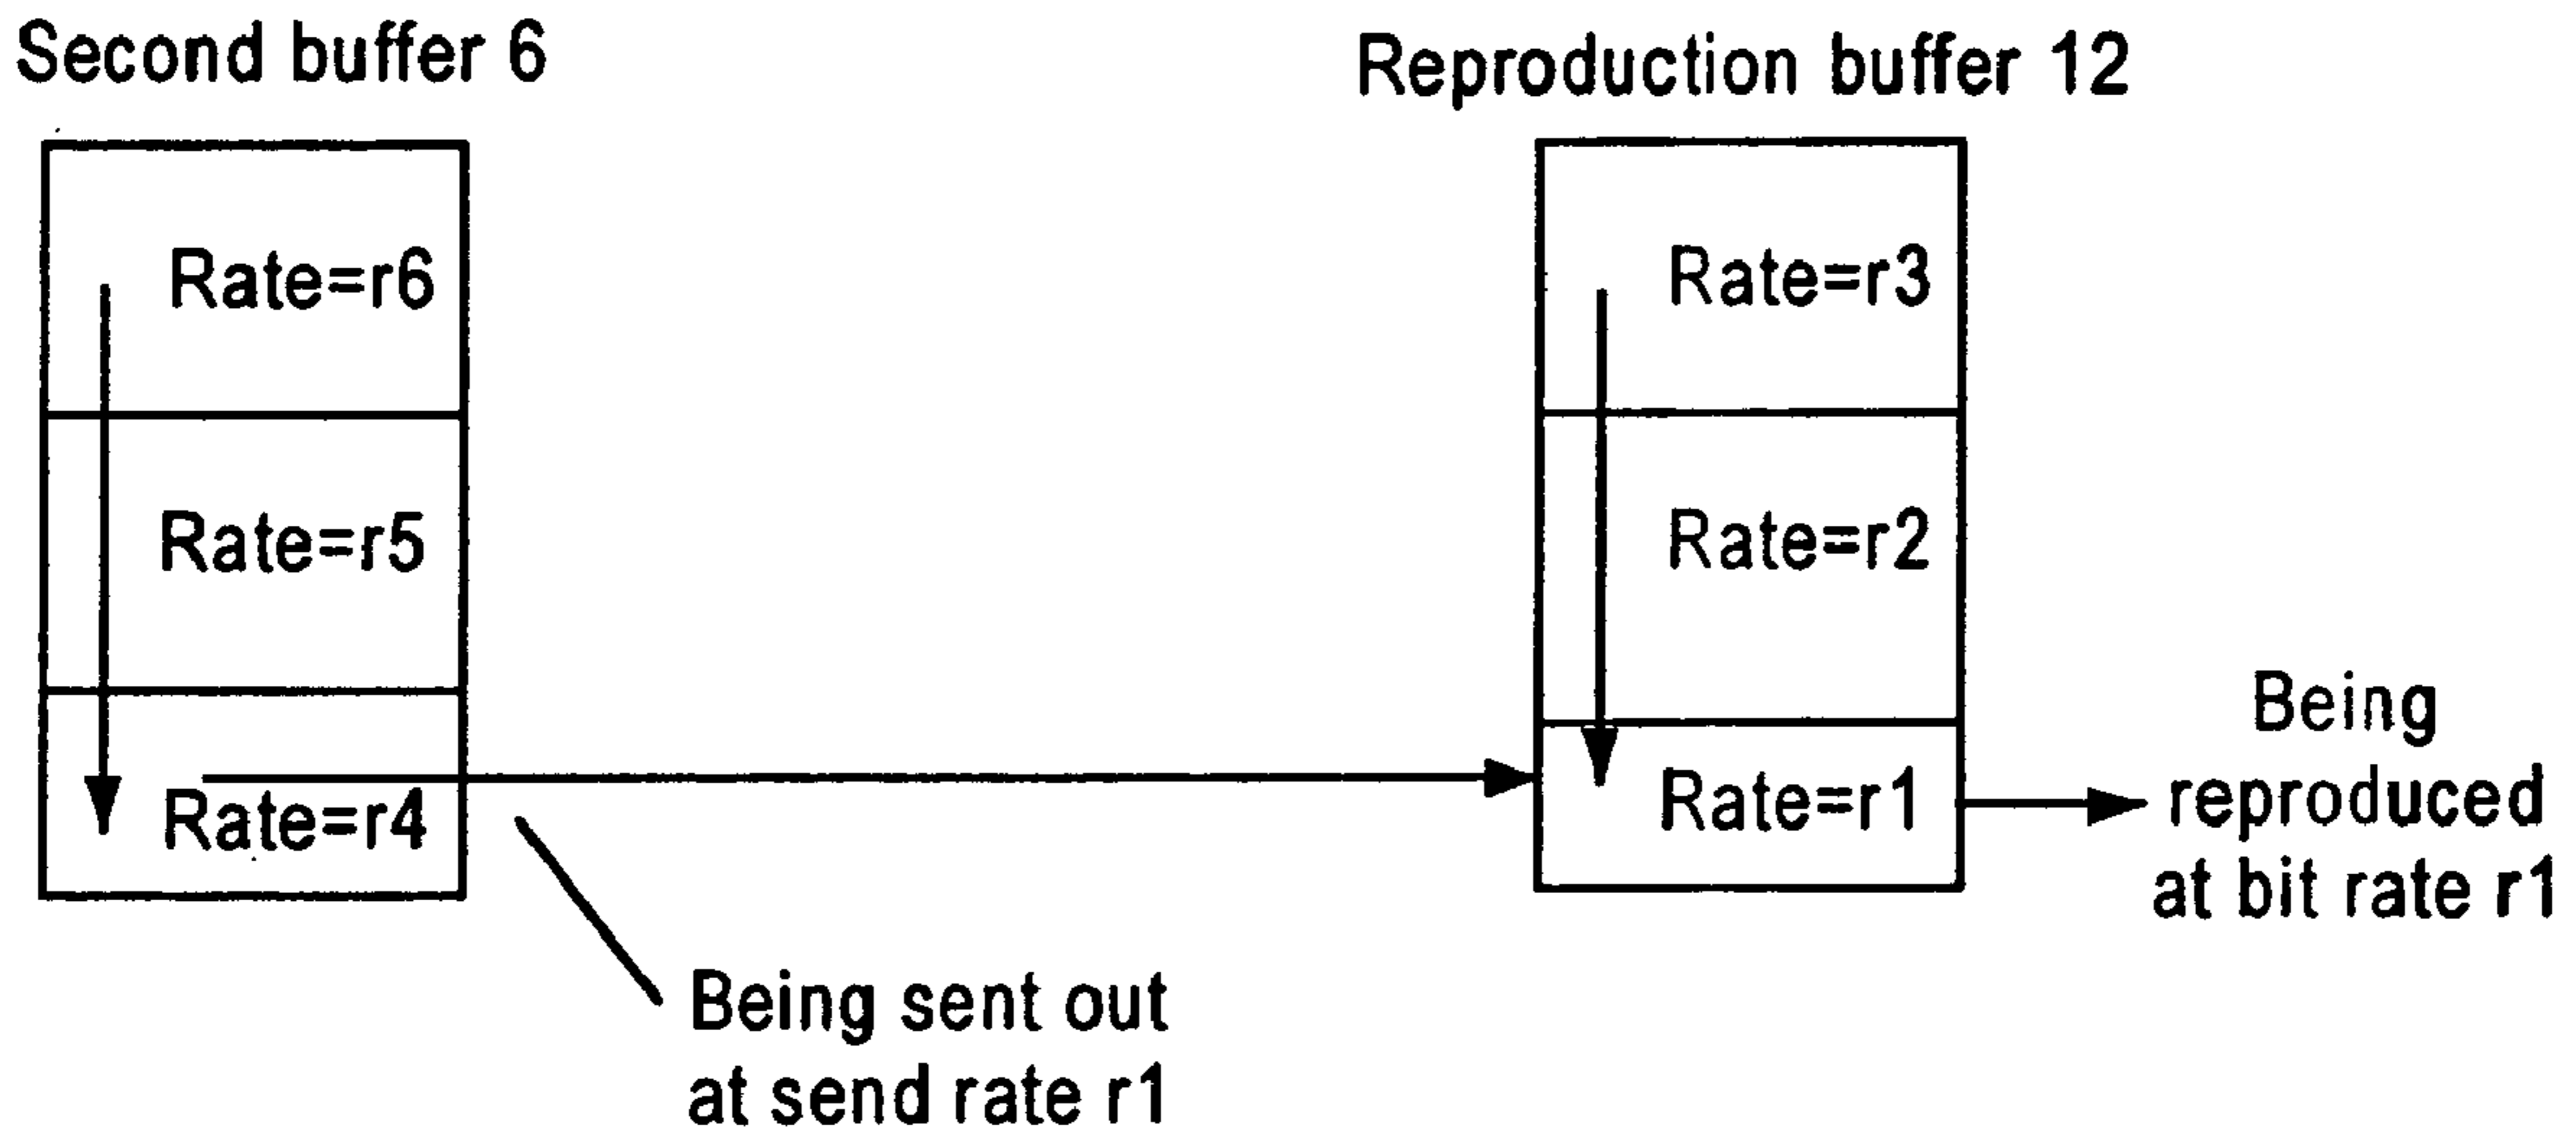 Second buffer 6
Reproduction buffer 12
Rate=r6
Rate=r3
Rate=r5
Rate=r2
Rate=r4
Rate=r1
Being
reproduced
at bit rate r1
Being sent out
at send rate r1